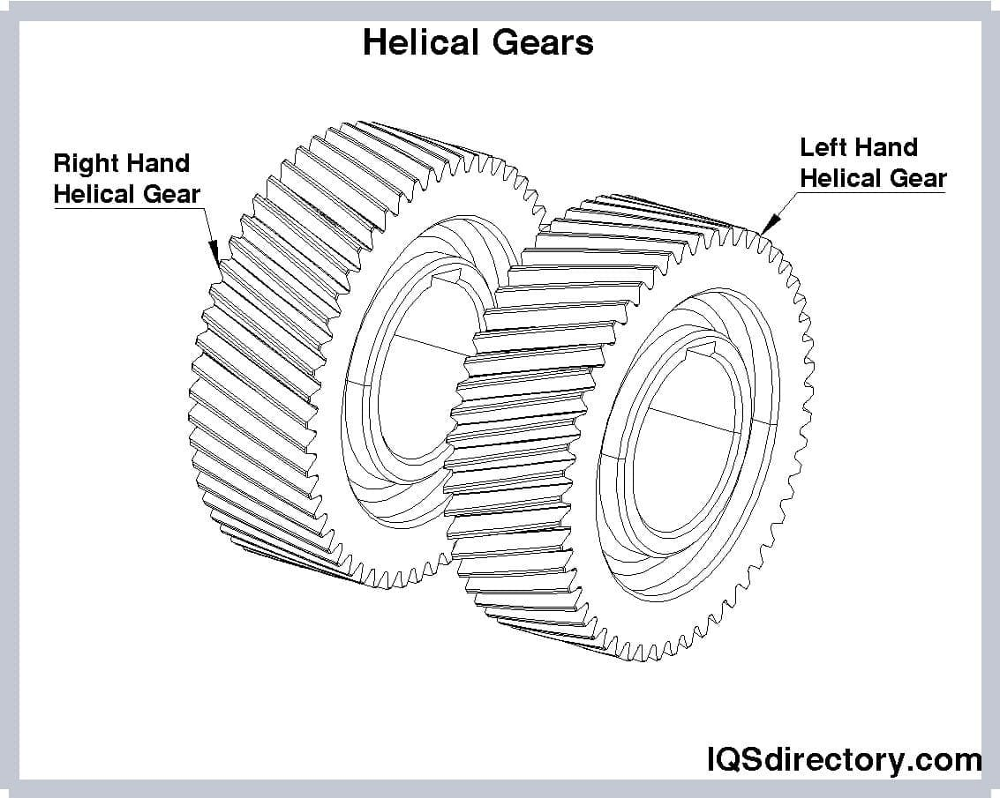 Helical Gears
Right Hand
Helical Gear
Left Hand
Helical Gear
IQSdirectory.com